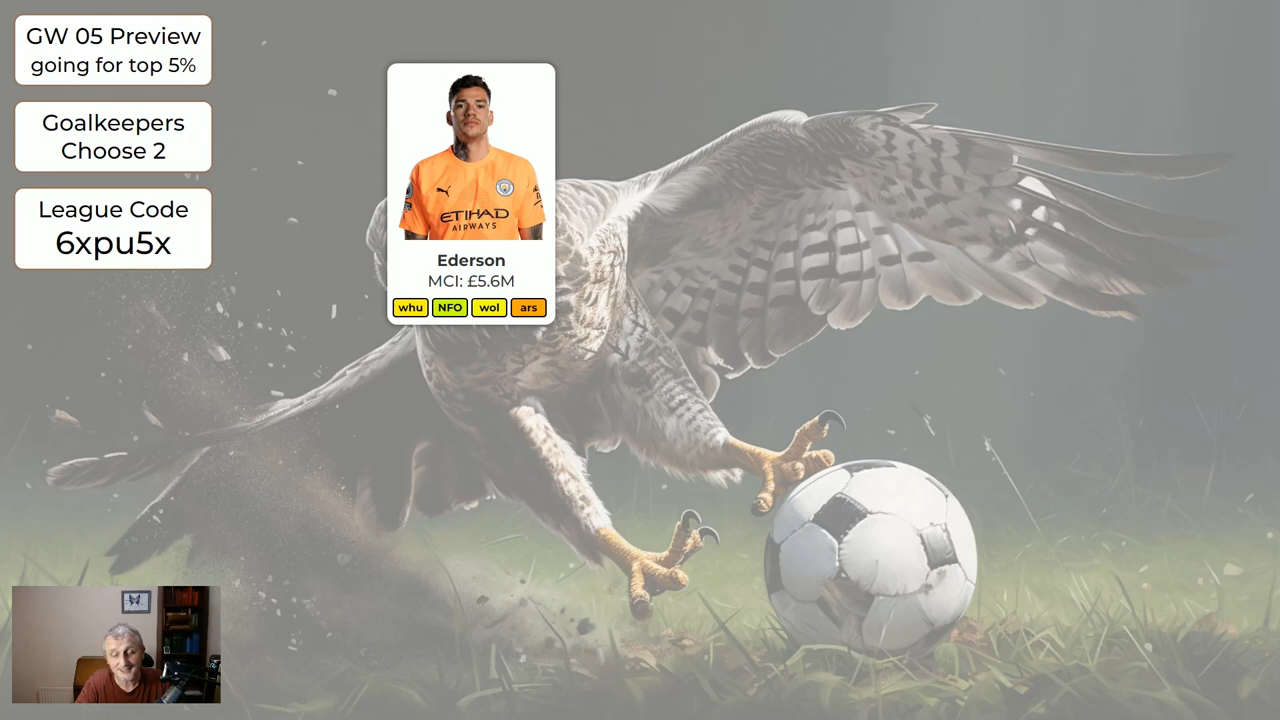 GW 05 Preview
going for top 5%
Goalkeepers
Choose 2
League Code
6xpu5x
ETIHAD
AIRWAYS
Ederson
MCI: £5.6M
whu NFO wol ars